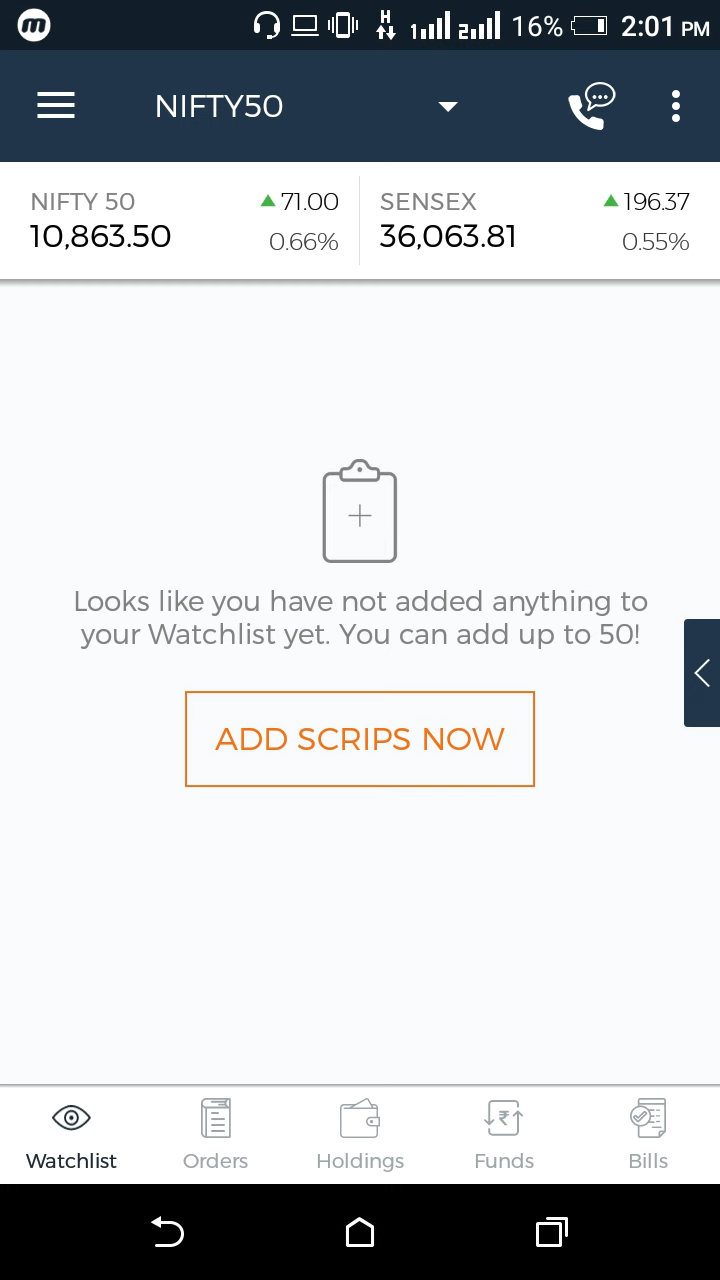 m H 1 2 16% 2:01 PM
NIFTY50
NIFTY 50 71.00 SENSEX 196.37
10,863.50 0.66% 36,063.81 0.55%
Looks like you have not added anything to
your Watchlist yet. You can add up to 50!
ADD SCRIPS NOW
₹
Watchlist Orders Holdings Funds Bills